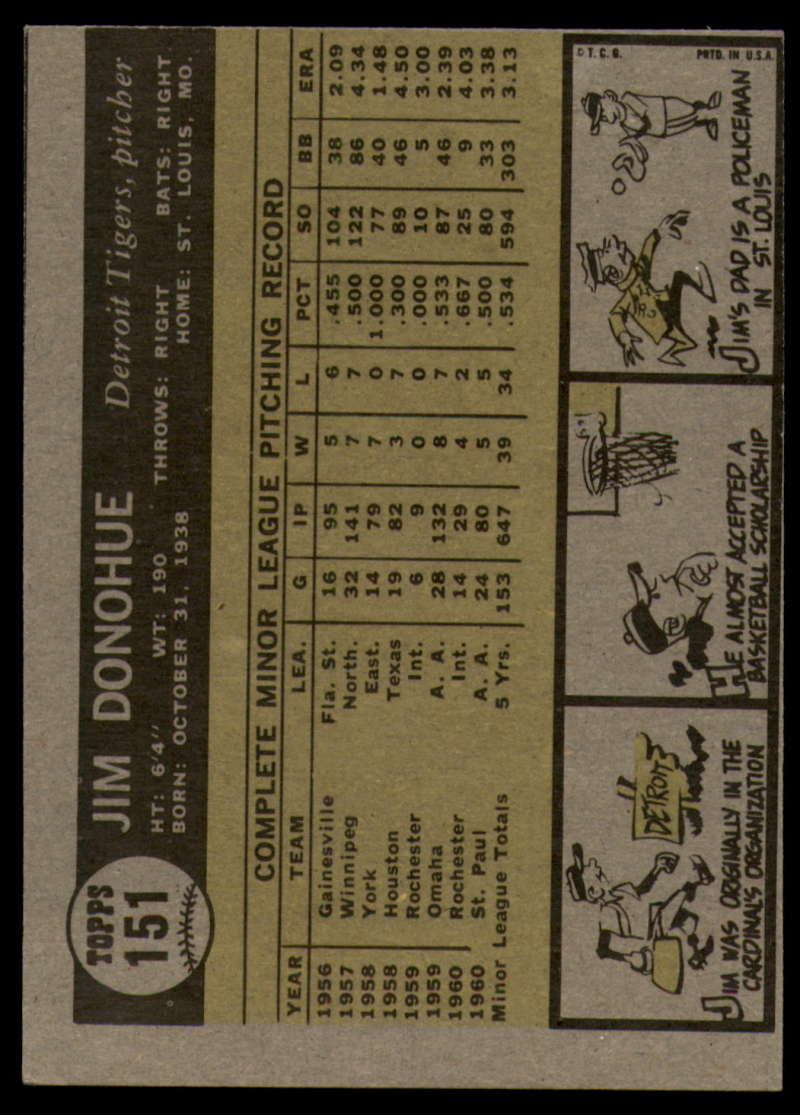 TOPPS
151
JIM DONOHUE Detroit Tigers, pitcher
HT: 6'4" WT: 190 THROWS: RIGHT BATS: RIGHT
BORN: OCTOBER 31, 1938 HOME: ST. LOUIS, MO.
COMPLETE MINOR LEAGUE PITCHING RECORD
YEAR TEAM LEA. G IP W L PCT SO BB ERA
1956 Gainesville Fla. St. 16 95 5 6 .455 104 38 2.09
1957 Winnipeg North. 32 141 7 7 .500 122 86 4.34
1958 York East. 14 79 7 0 1.000 77 40 1.48
1958 Houston Texas 19 82 3 7 .300 89 46 4.50
1959 Rochester Int. 6 9 0 0 .000 10 5 3.00
1959 Omaha A. A. 28 132 8 7 .533 87 46 2.39
1960 Rochester Int. 14 29 4 2 .667 25 9 4.03
1960 St. Paul A. A. 24 80 5 5 .500 80 33 3.38
Minor League Totals 5 Yrs. 153 647 39 34 .534 594 303 3.13
DETROIT
JIM WAS ORIGINALLY IN THE
CARDINAL'S ORGANIZATION
HE ALMOST ACCEPTED A
BASKETBALL SCHOLARSHIP
© T. C. G. PRTD. IN U.S.A.
JIM'S DAD IS A POLICEMAN
IN ST. LOUIS